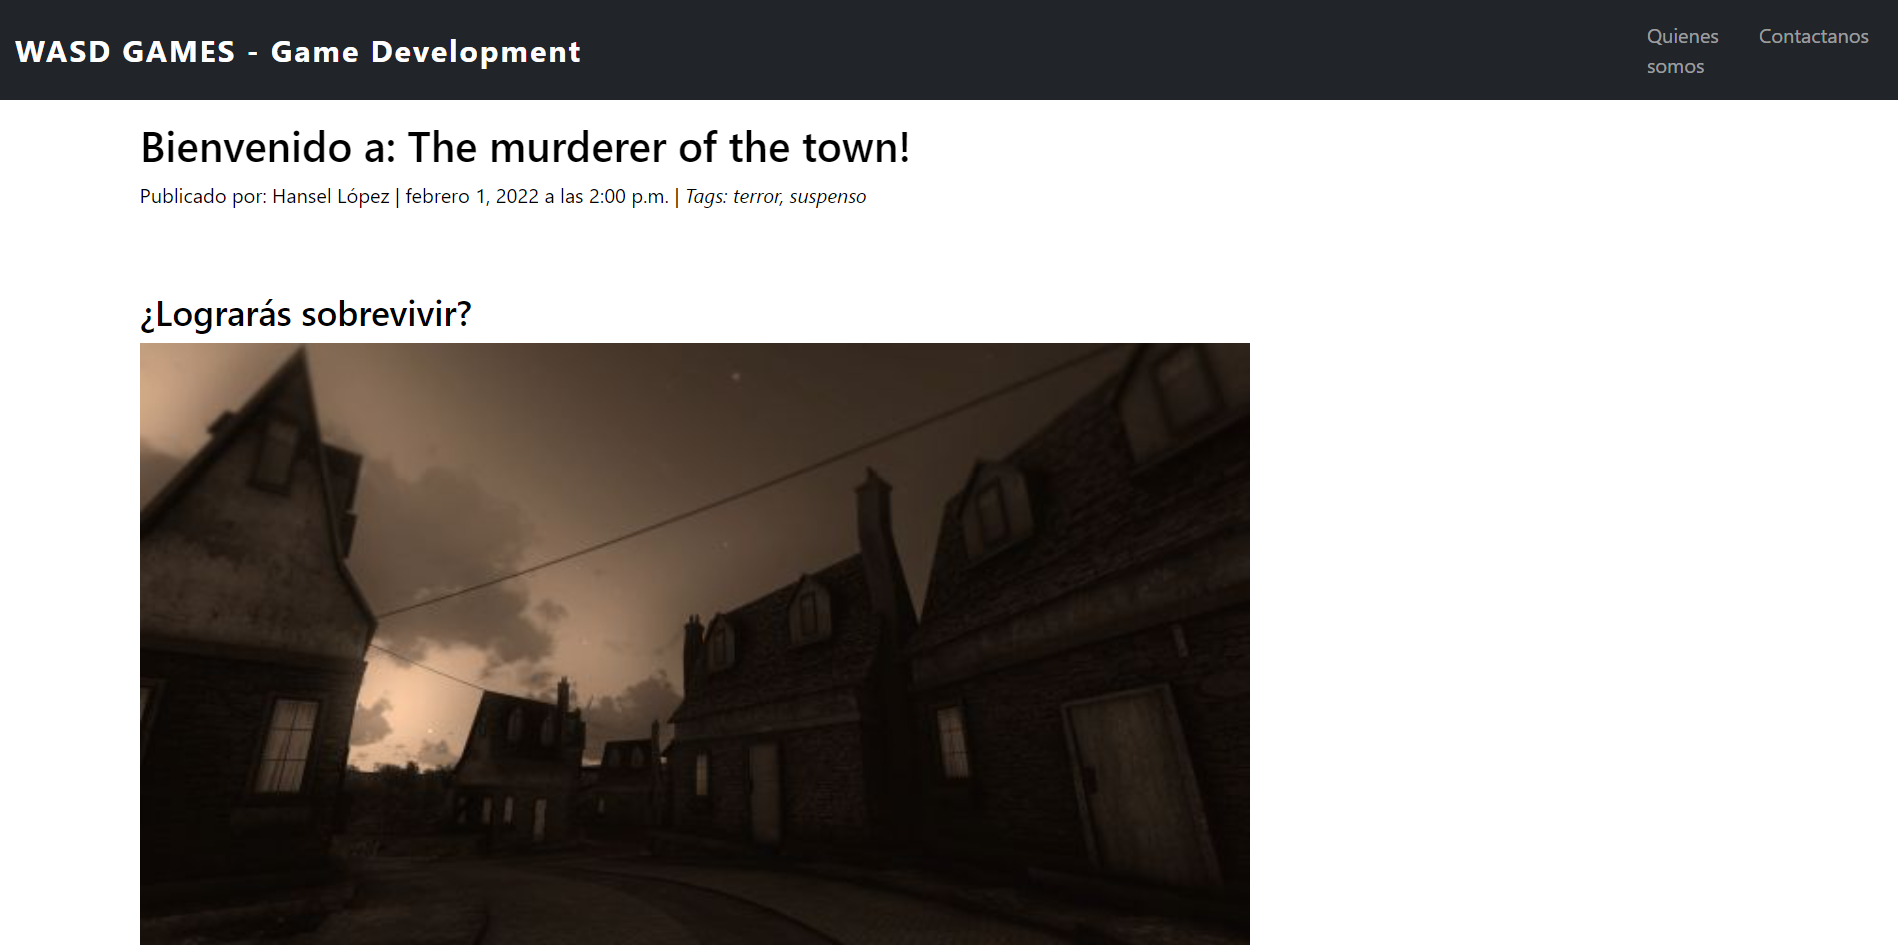 WASD GAMES - Game Development
Quienes
somos
Contactanos
Bienvenido a: The murderer of the town!
Publicado por: Hansel López | febrero 1, 2022 a las 2:00 p.m. | Tags: terror, suspenso
¿Lograrás sobrevivir?